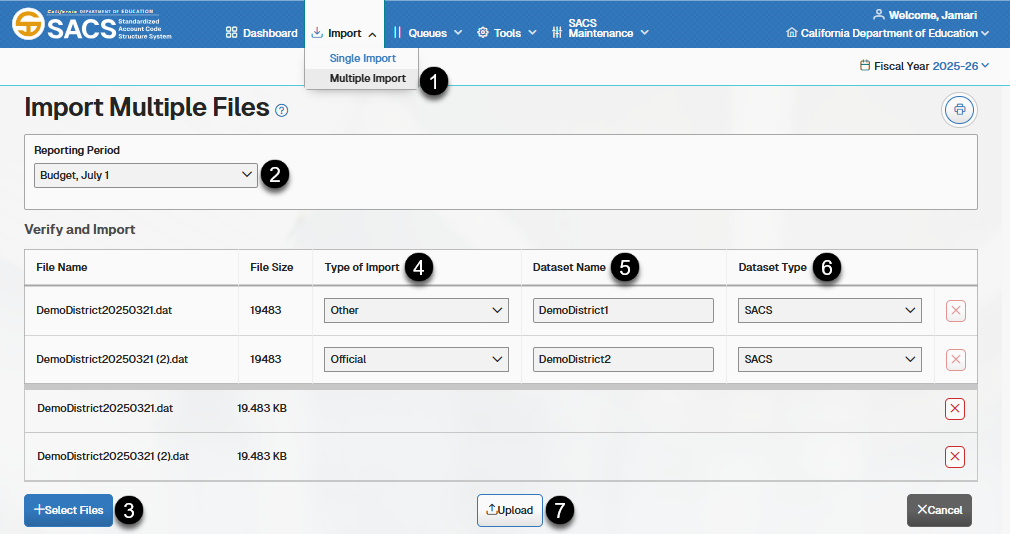 California DEPARTMENT OF EDUCATION
SACS Standardized
Account Code
Structure System
Dashboard Import Queues Tools SACS
Maintenance
Welcome, Jamari
California Department of Education
Single Import
Multiple Import
1
Fiscal Year 2025-26
Import Multiple Files ?
Reporting Period
Budget, July 1 2
Verify and Import
File Name File Size Type of Import 4 Dataset Name 5 Dataset Type 6
DemoDistrict20250321.dat 19483 Other DemoDistrict1 SACS
DemoDistrict20250321 (2).dat 19483 Official DemoDistrict2 SACS
DemoDistrict20250321.dat 19.483 KB
DemoDistrict20250321 (2).dat 19.483 KB
+Select Files 3 Upload 7 Cancel